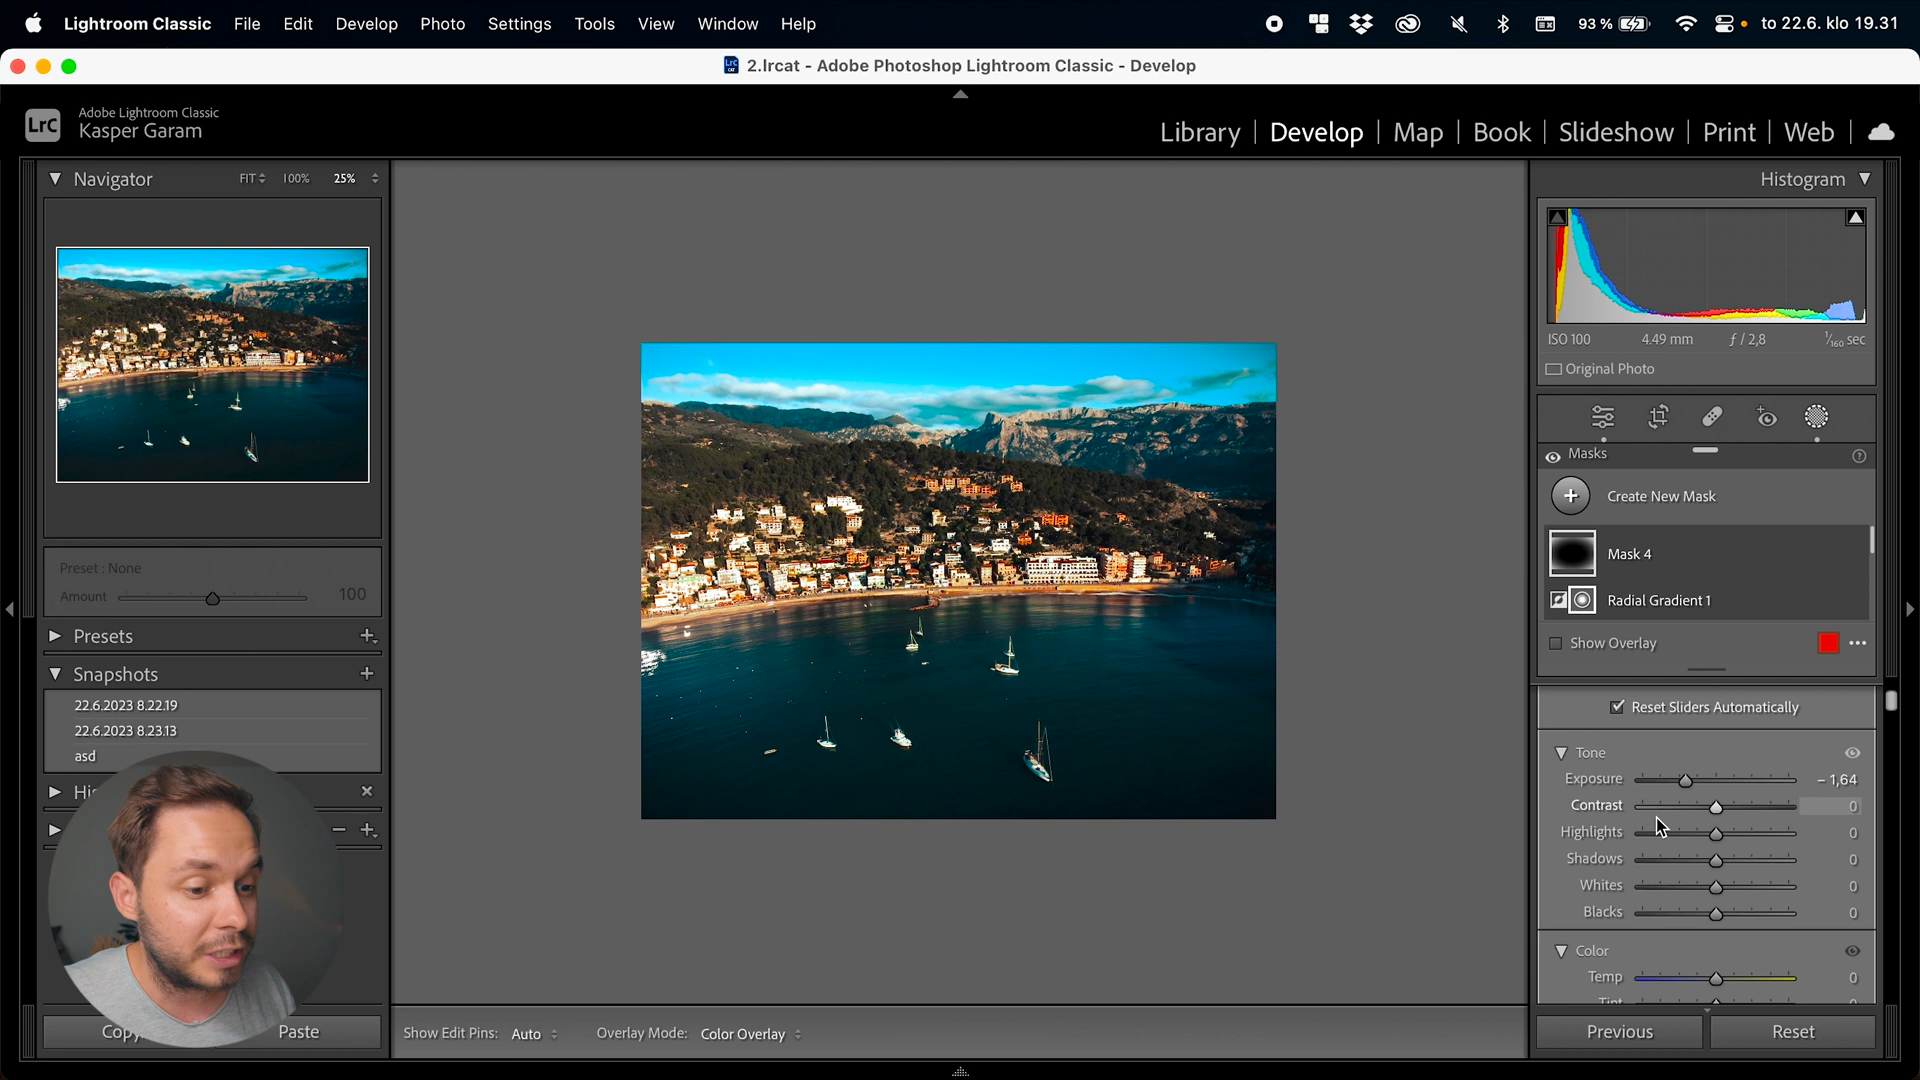 Lightroom Classic File Edit Develop Photo Settings Tools View Window Help 93 % to 22.6. klo 19.31
2.lrcat - Adobe Photoshop Lightroom Classic - Develop
LrC Adobe Lightroom Classic
Kasper Garam
Library | Develop | Map | Book | Slideshow | Print | Web
Navigator FIT 100% 25%
Histogram
ISO 100 4.49 mm ƒ / 2,8 1/160 sec
Original Photo
Masks
Create New Mask
Mask 4
Radial Gradient 1
Show Overlay
Preset : None
Amount 100
Presets
Snapshots
22.6.2023 8.22.19
22.6.2023 8.23.13
asd
Reset Sliders Automatically
Tone
Exposure – 1,64
Contrast 0
Highlights 0
Shadows 0
Whites 0
Blacks 0
Color
Temp 0
Tint 0
Paste
Show Edit Pins: Auto Overlay Mode: Color Overlay
Previous Reset